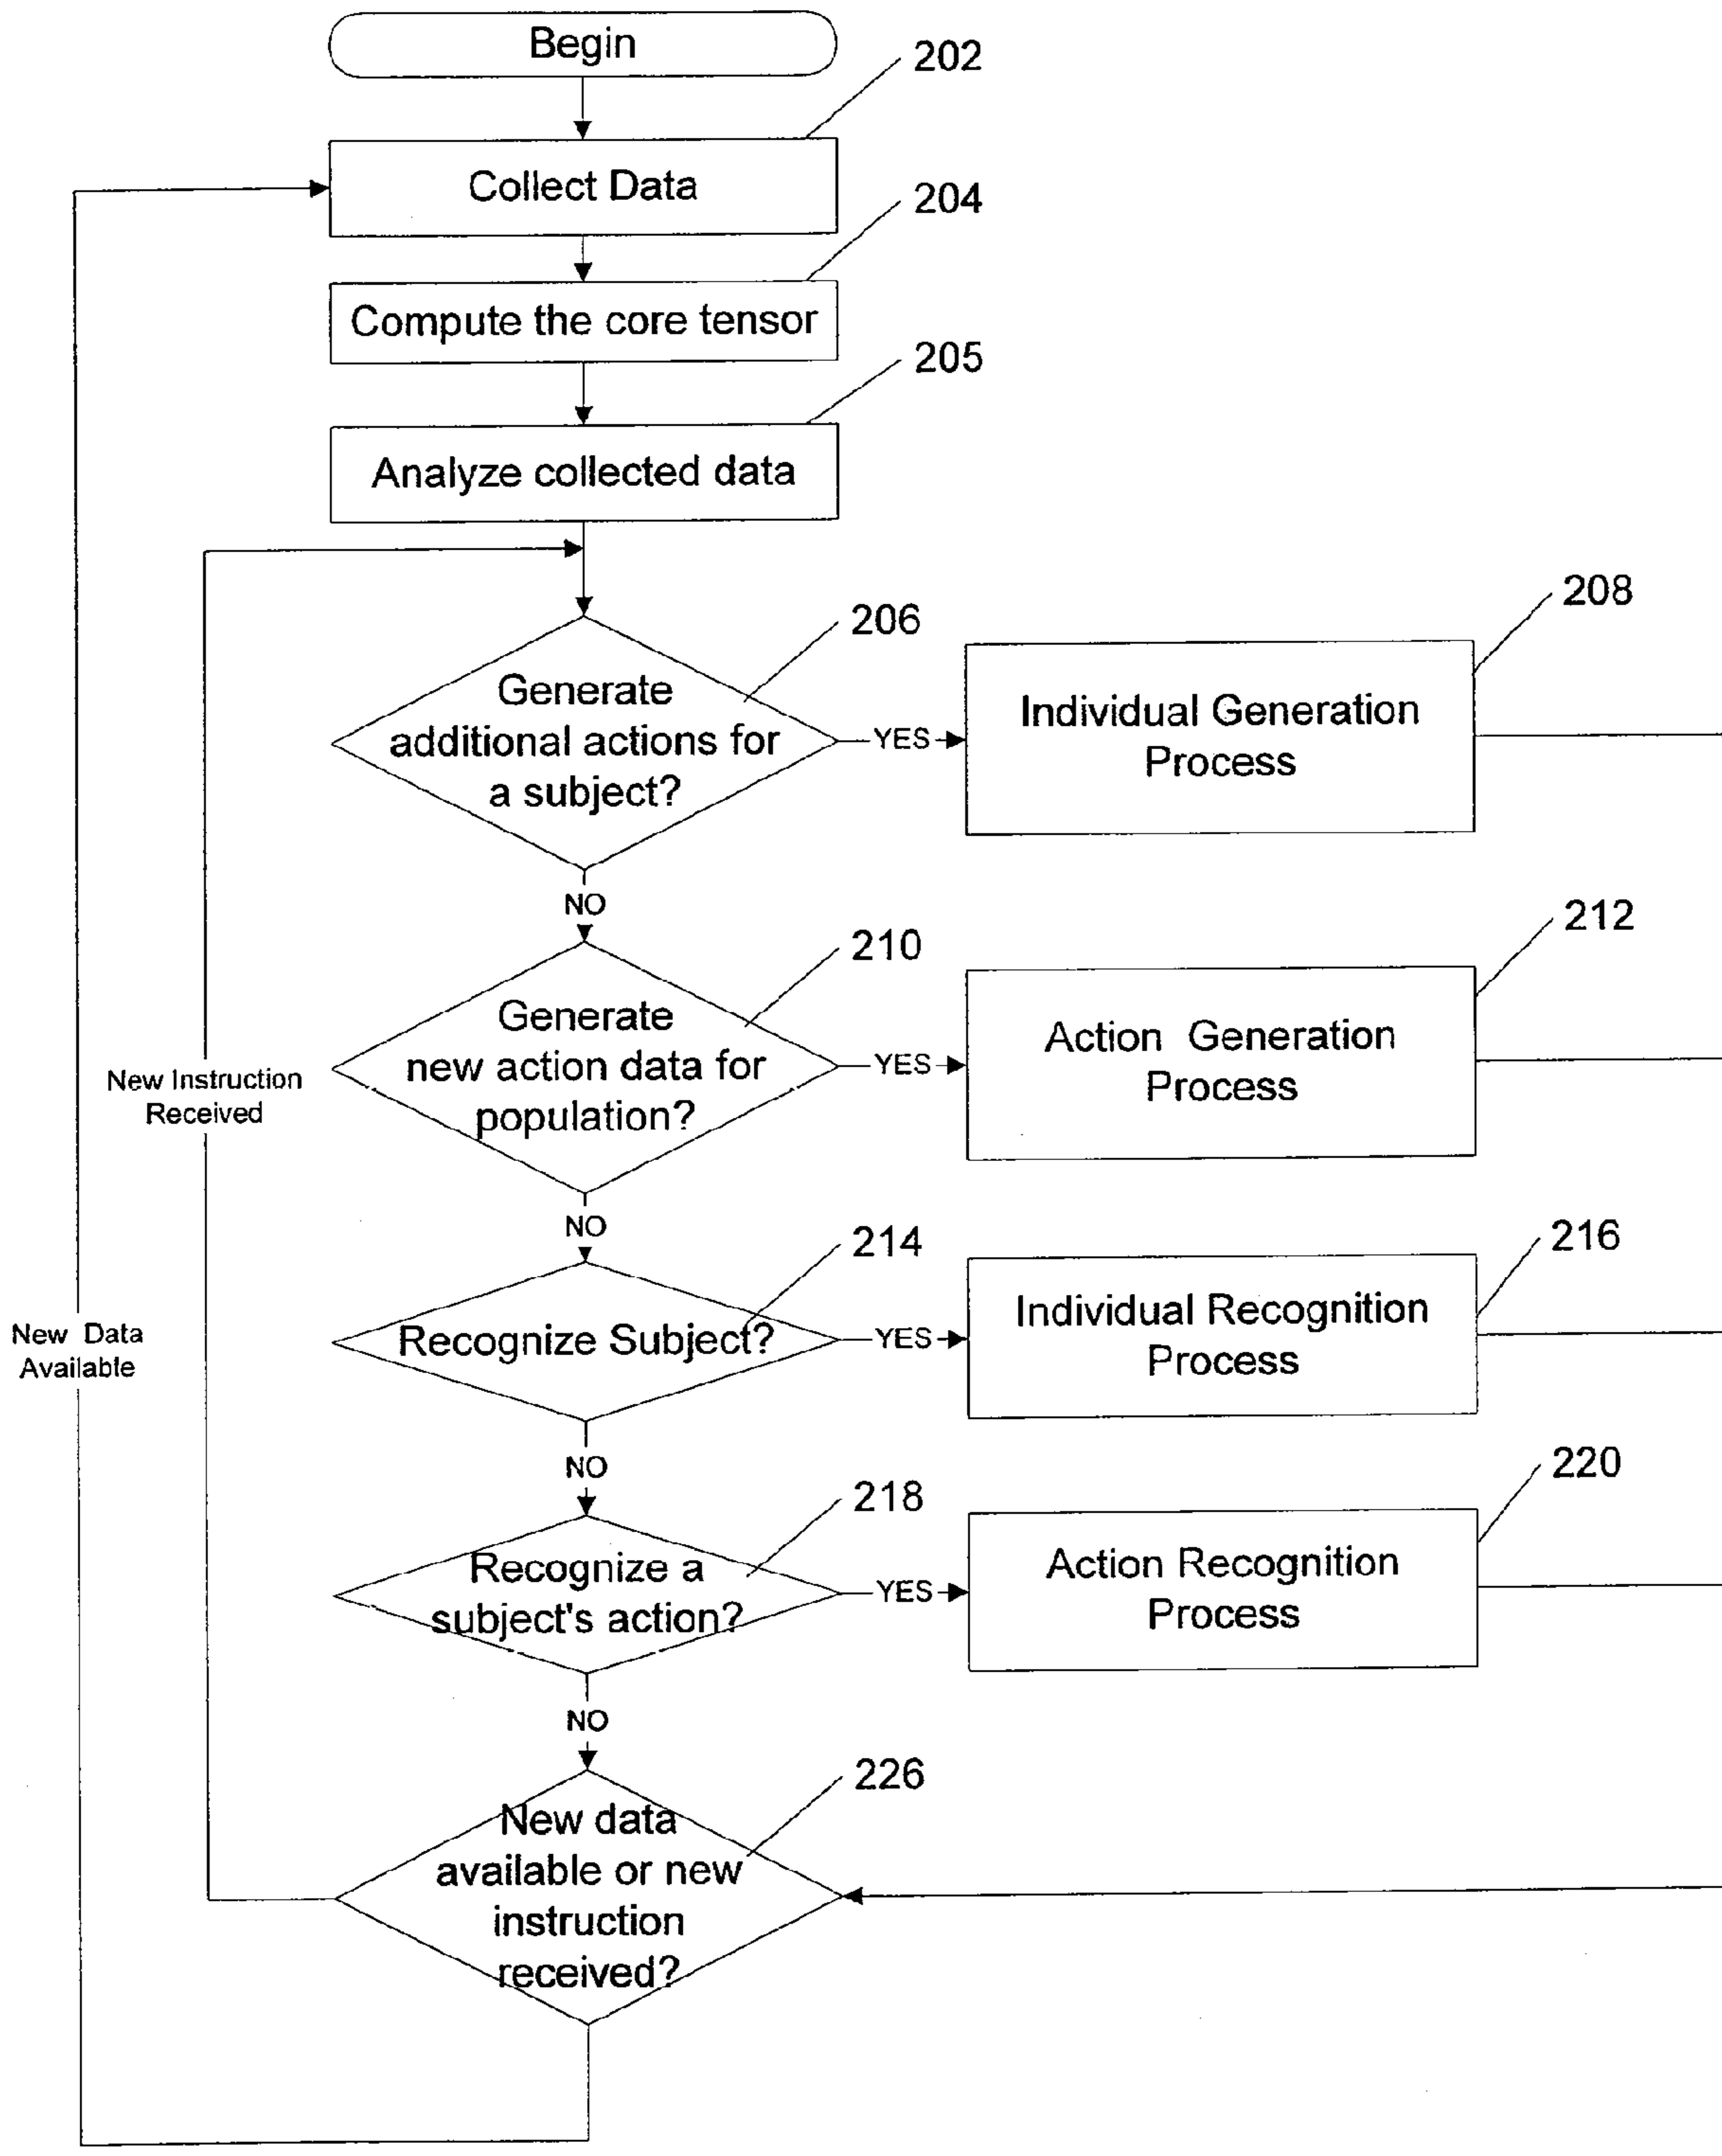 Begin
202
Collect Data
204
Compute the core tensor
205
Analyze collected data
206
Generate
additional actions for
a subject?
YES
208
Individual Generation
Process
NO
210
Generate
new action data for
population?
YES
212
Action Generation
Process
New Instruction
Received
NO
214
Recognize Subject?
YES
216
Individual Recognition
Process
New Data
Available
NO
218
Recognize a
subject's action?
YES
220
Action Recognition
Process
NO
226
New data
available or new
instruction
received?